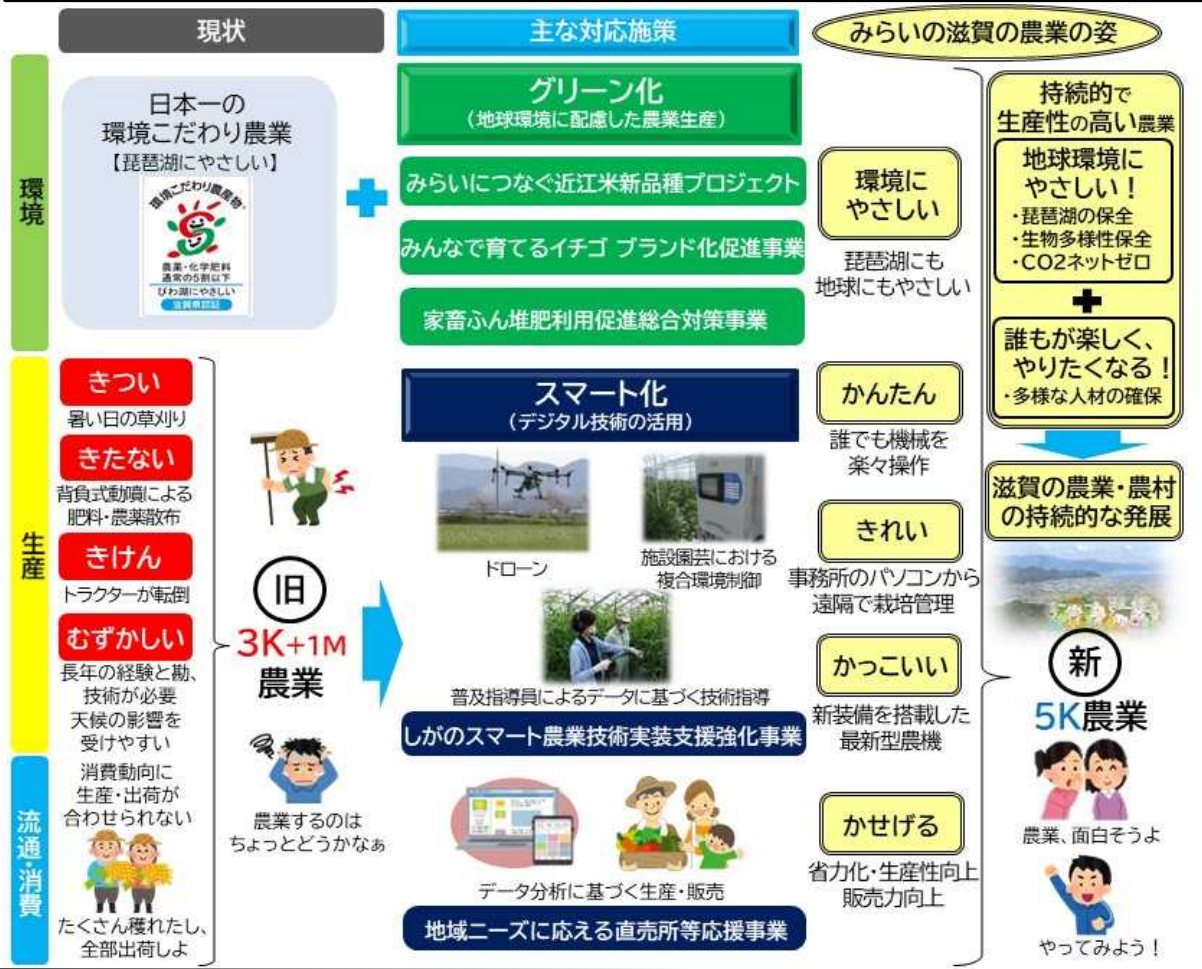 現状
主な対応施策
みらいの滋賀の農業の姿
環境
日本一の
環境こだわり農業
【琵琶湖にやさしい】
環境こだわり農産物
農薬・化学肥料
通常の5割以下
びわ湖にやさしい
滋賀県認証
グリーン化
(地球環境に配慮した農業生産)
みらいにつなぐ近江米新品種プロジェクト
みんなで育てるイチゴ ブランド化促進事業
家畜ふん堆肥利用促進総合対策事業
環境に
やさしい
琵琶湖にも
地球にもやさしい
持続的で
生産性の高い農業
地球環境に
やさしい!
・琵琶湖の保全
・生物多様性保全
・CO2ネットゼロ
誰もが楽しく、
やりたくなる!
・多様な人材の確保
滋賀の農業・農村
の持続的な発展
生産
きつい
暑い日の草刈り
きたない
背負式動噴による
肥料・農薬散布
きけん
トラクターが転倒
むずかしい
長年の経験と勘、
技術が必要
天候の影響を
受けやすい
旧
3K+1M
農業
農業するのは
ちょっとどうかなぁ
スマート化
(デジタル技術の活用)
ドローン
施設園芸における
複合環境制御
普及指導員によるデータに基づく技術指導
しがのスマート農業技術実装支援強化事業
かんたん
誰でも機械を
楽々操作
きれい
事務所のパソコンから
遠隔で栽培管理
かっこいい
新装備を搭載した
最新型農機
新
5K農業
農業、面白そうよ
やってみよう!
流通・消費
消費動向に
生産・出荷が
合わせられない
たくさん穫れたし、
全部出荷しよ
データ分析に基づく生産・販売
地域ニーズに応える直売所等応援事業
かせげる
省力化・生産性向上
販売力向上